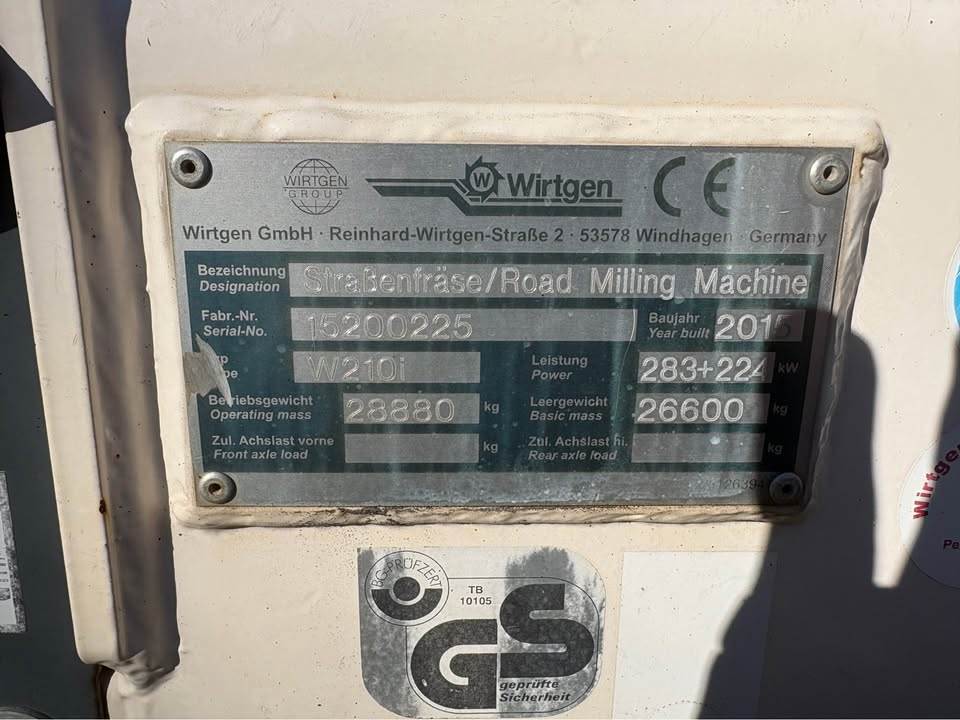 WIRTGEN
GROUP
W Wirtgen CE
Wirtgen GmbH · Reinhard-Wirtgen-Straße 2 · 53578 Windhagen · Germany
Bezeichnung
Designation
Straßenfräse/Road Milling Machine
Fabr.-Nr.
Serial-No.
15200225
Baujahr
Year built
2015
W210i
Leistung
Power
283+224 kW
Betriebsgewicht
Operating mass
28880 kg
Leergewicht
Basic mass
26600 kg
Zul. Achslast vorne
Front axle load
kg
Zul. Achslast hi.
Rear axle load
kg
BG-PRÜFZERT
TB
10105
GS
geprüfte
Sicherheit